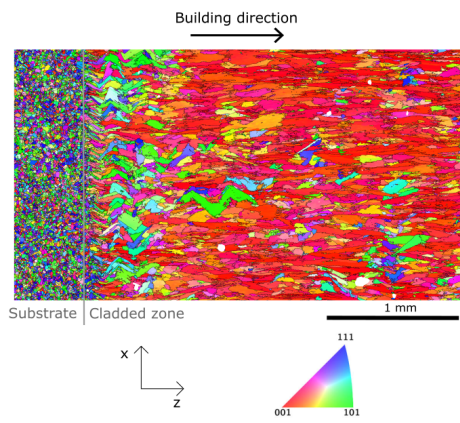 Building direction
Substrate
Cladded zone
1 mm
x
z
111
001
101